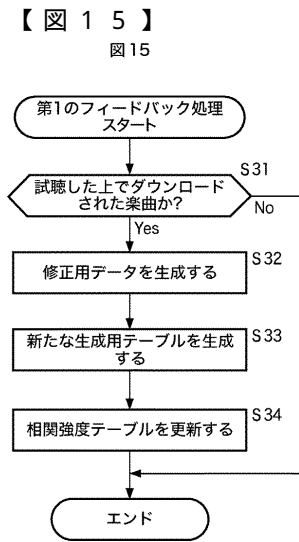 【図１５】
図15
第1のフィードバック処理
スタート
S31
試聴した上でダウンロード
された楽曲か?
No
Yes
S32
修正用データを生成する
S33
新たな生成用テーブルを生成
する
S34
相関強度テーブルを更新する
エンド